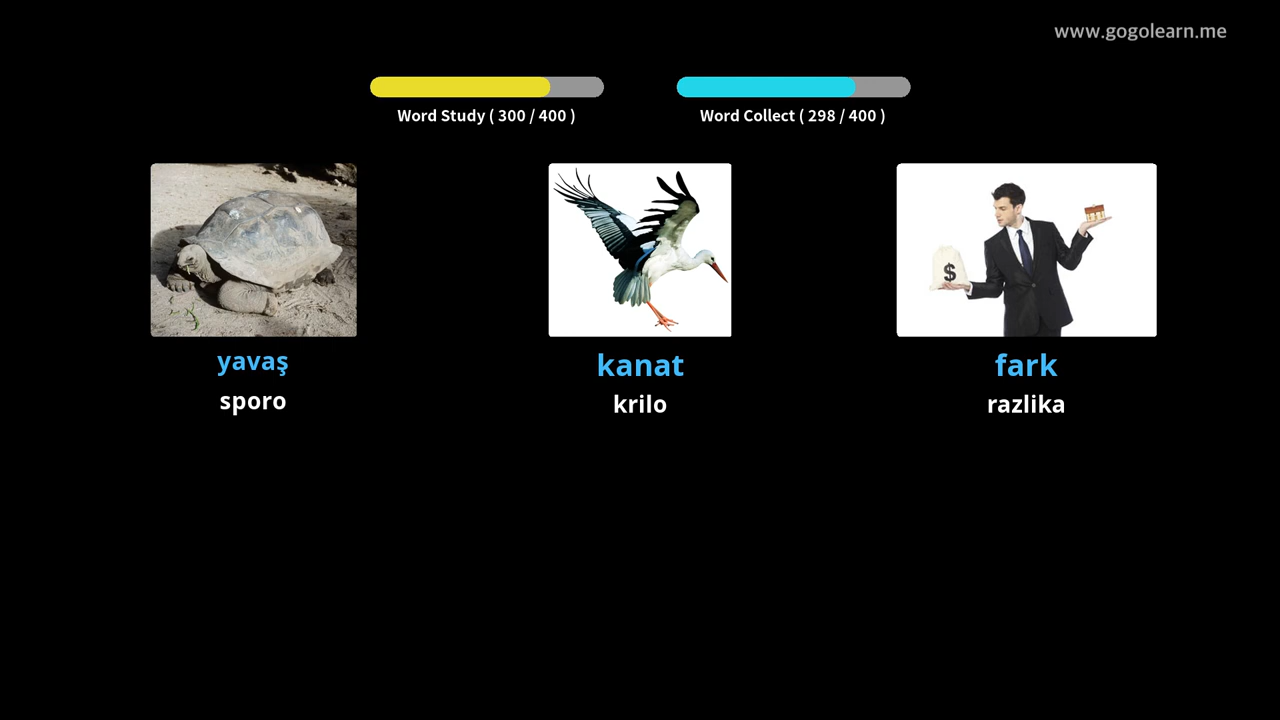 www.gogolearn.me
Word Study ( 300 / 400 )
Word Collect ( 298 / 400 )
$
yavaş
sporo
kanat
krilo
fark
razlika